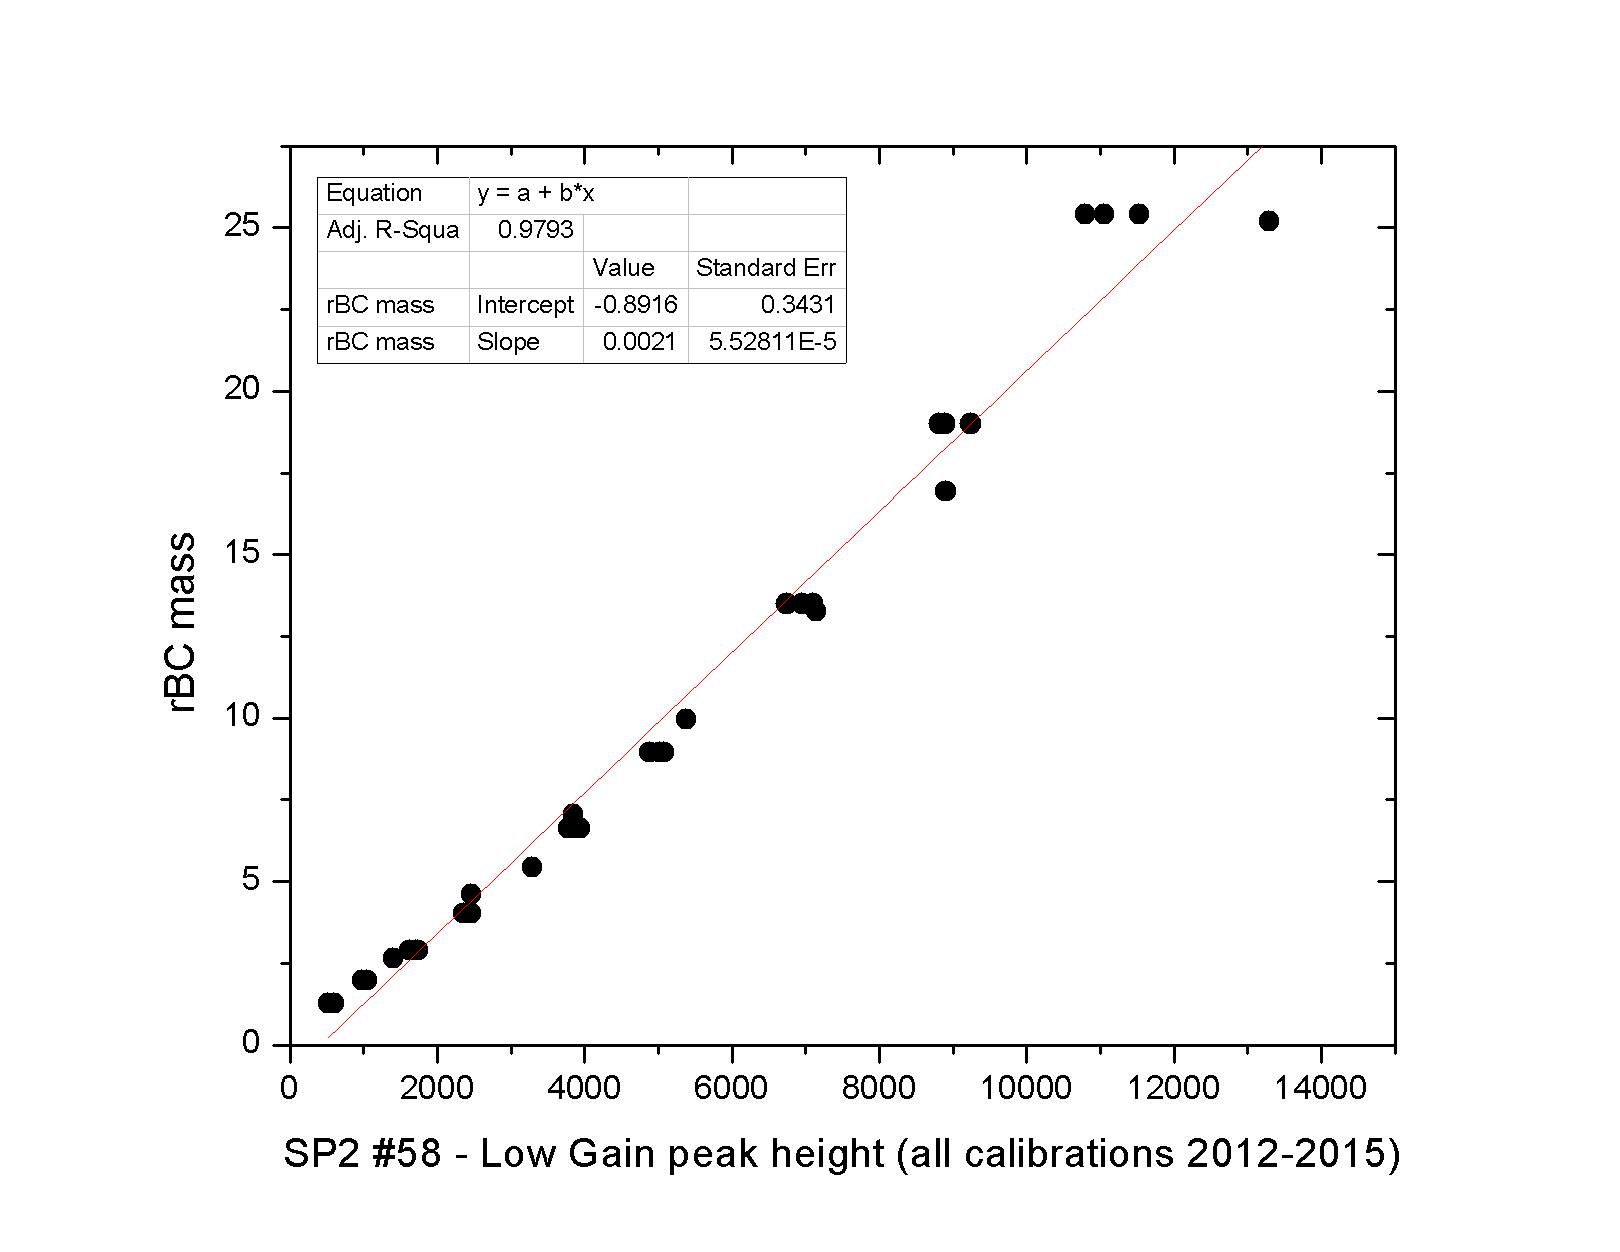 Equation y = a + b*x
Adj. R-Squa 0.9793
Value Standard Err
rBC mass Intercept -0.8916 0.3431
rBC mass Slope 0.0021 5.52811E-5
25
20
15
10
5
0
rBC mass
0 2000 4000 6000 8000 10000 12000 14000
SP2 #58 - Low Gain peak height (all calibrations 2012-2015)